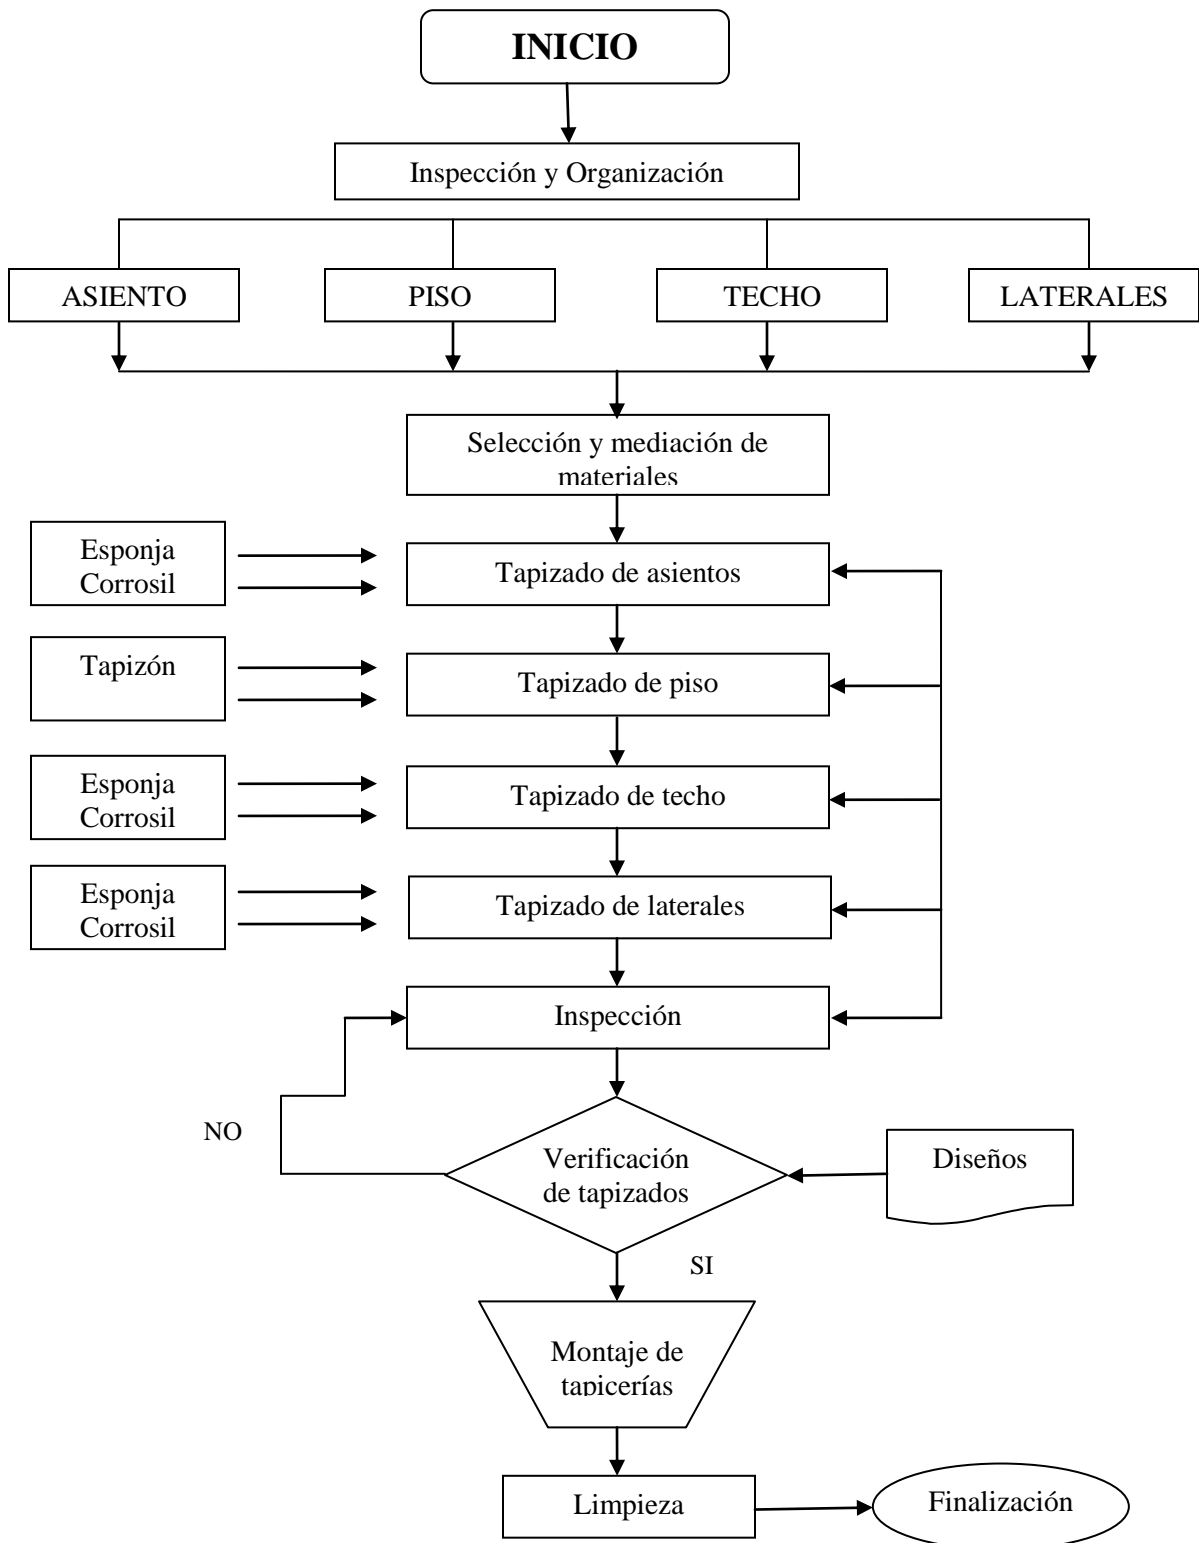 INICIO
Inspección y Organización
ASIENTO
PISO
TECHO
LATERALES
Selección y mediación de
materiales
Esponja
Corrosil
Tapizado de asientos
Tapizón
Tapizado de piso
Esponja
Corrosil
Tapizado de techo
Esponja
Corrosil
Tapizado de laterales
Inspección
NO
Verificación
de tapizados
Diseños
SI
Montaje de
tapicerías
Limpieza
Finalización